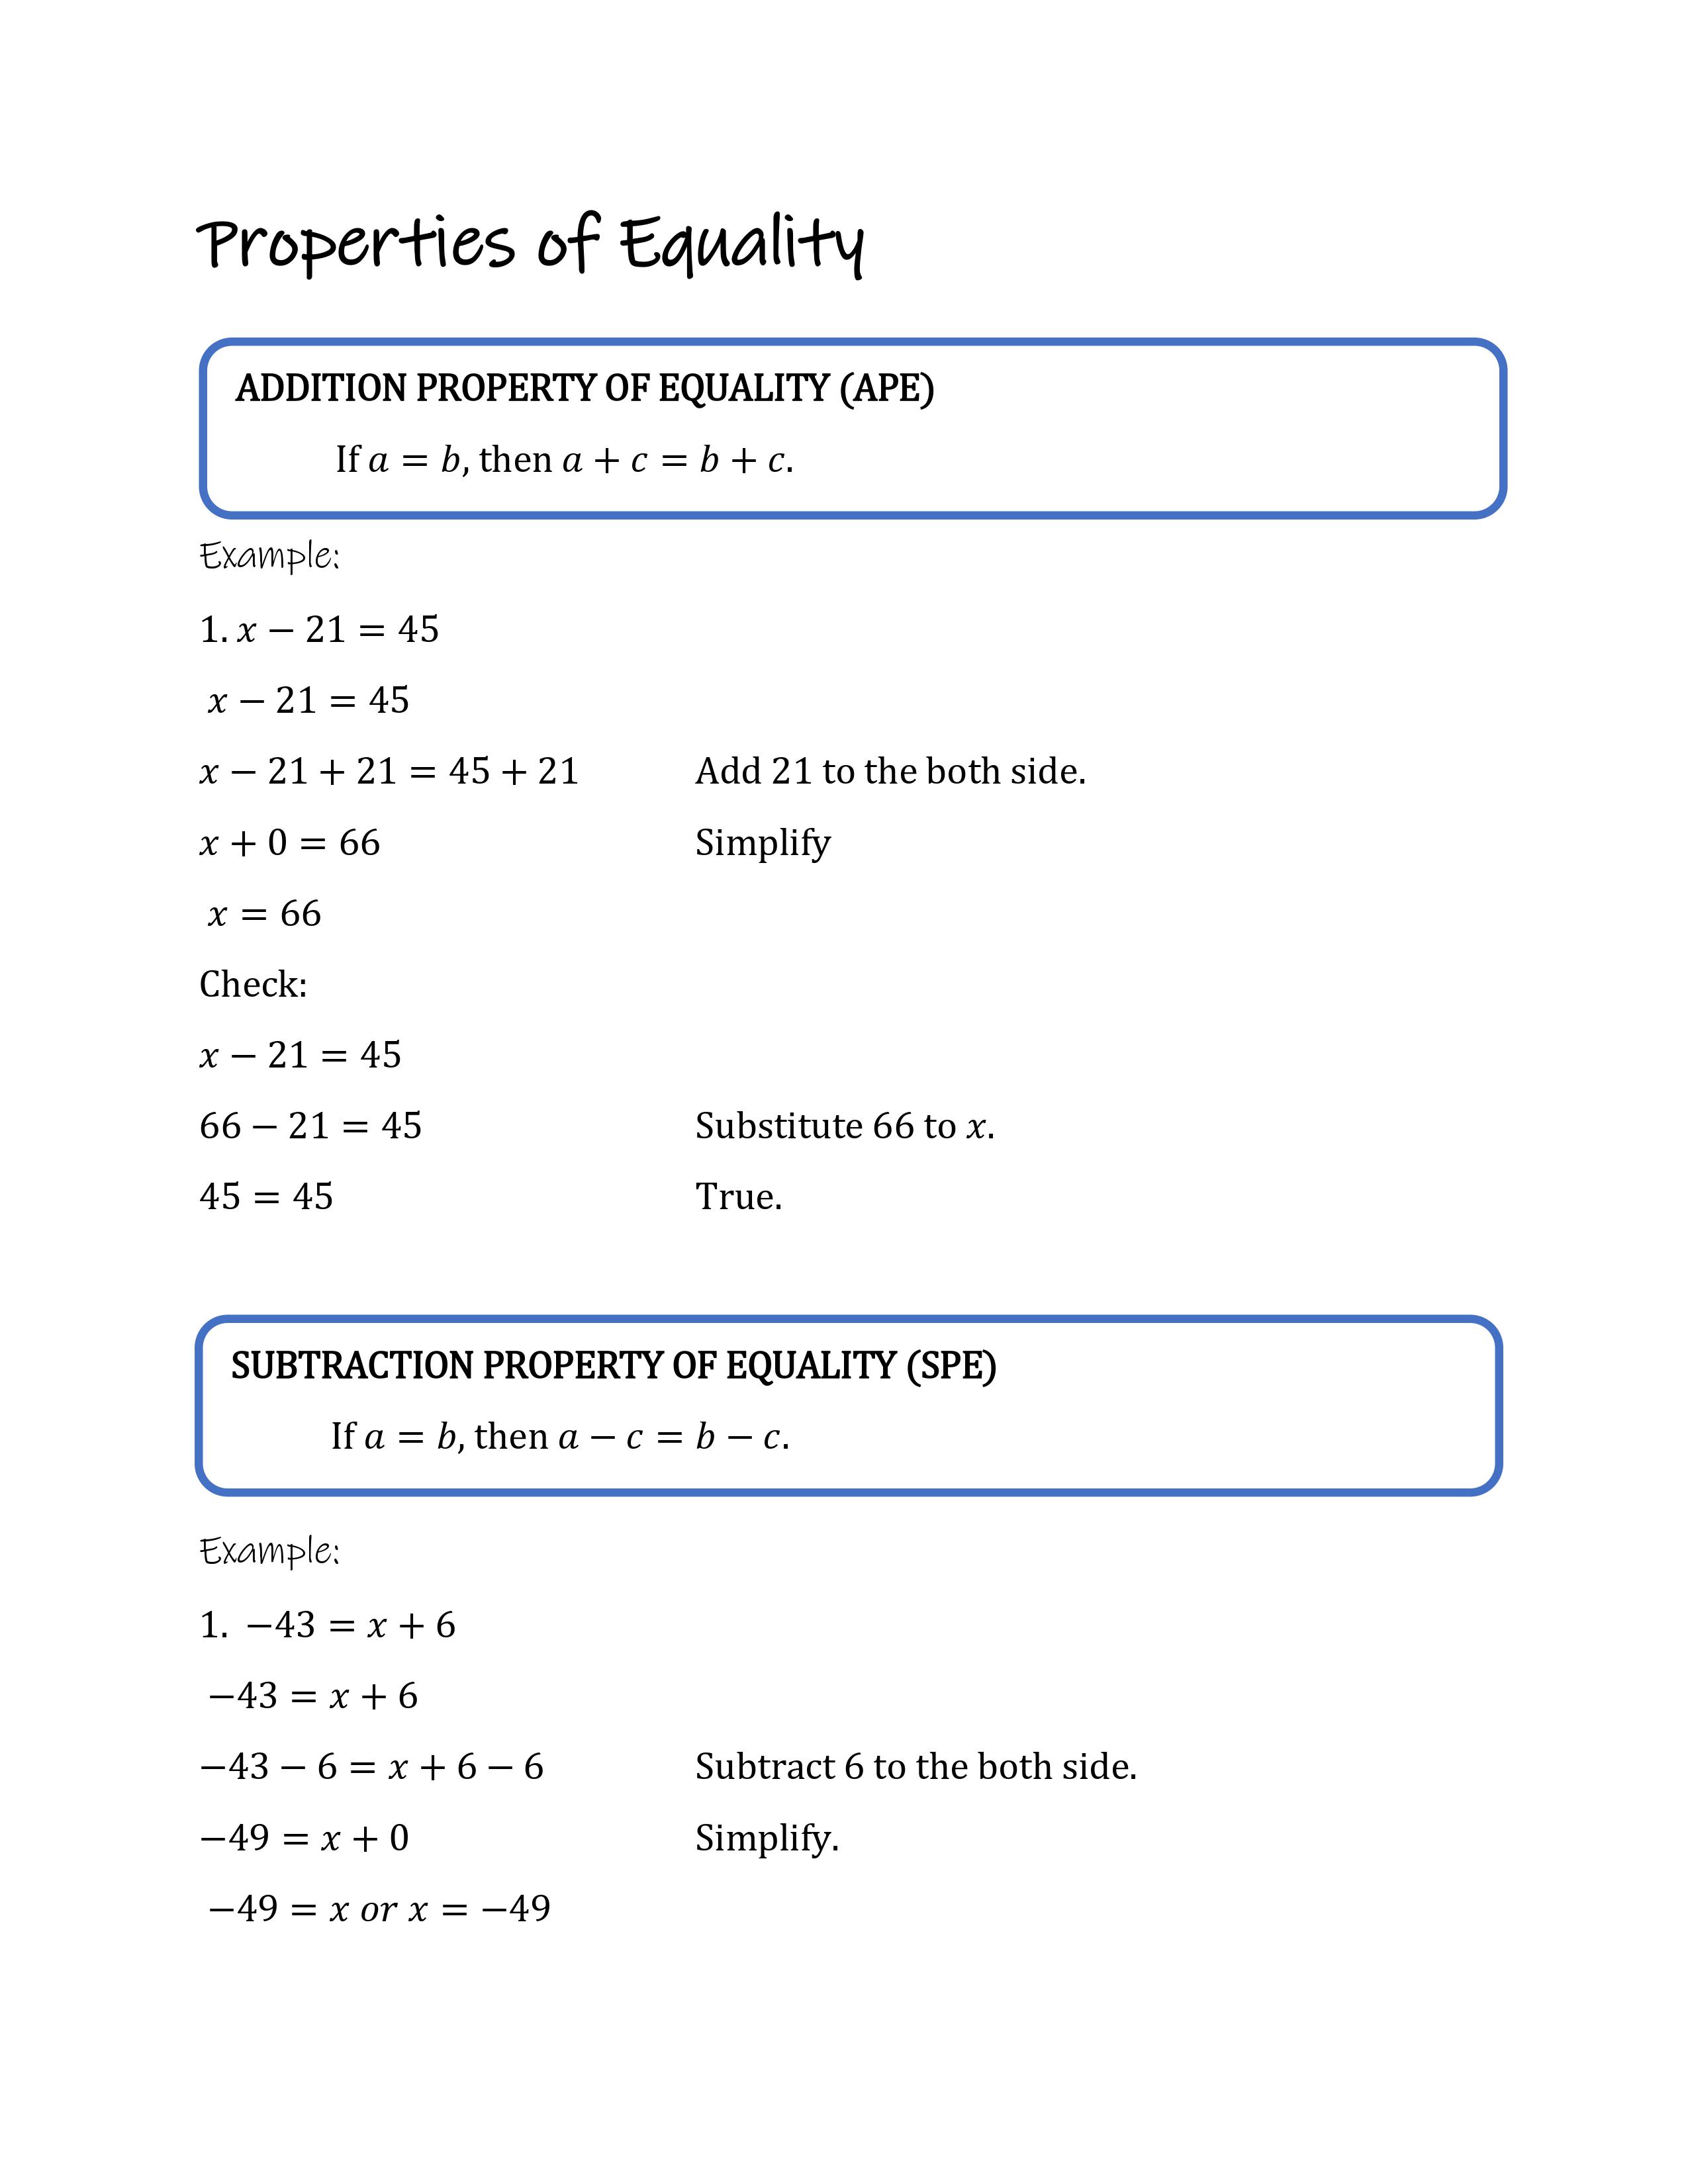 Properties of Equality
ADDITION PROPERTY OF EQUALITY (APE)
If a = b, then a + c = b + c.
Example:
1. x − 21 = 45
x − 21 = 45
x − 21 + 21 = 45 + 21 Add 21 to the both side.
x + 0 = 66 Simplify
x = 66
Check:
x − 21 = 45
66 − 21 = 45 Substitute 66 to x.
45 = 45 True.
SUBTRACTION PROPERTY OF EQUALITY (SPE)
If a = b, then a − c = b − c.
Example:
1. −43 = x + 6
−43 = x + 6
−43 − 6 = x + 6 − 6 Subtract 6 to the both side.
−49 = x + 0 Simplify.
−49 = x or x = −49